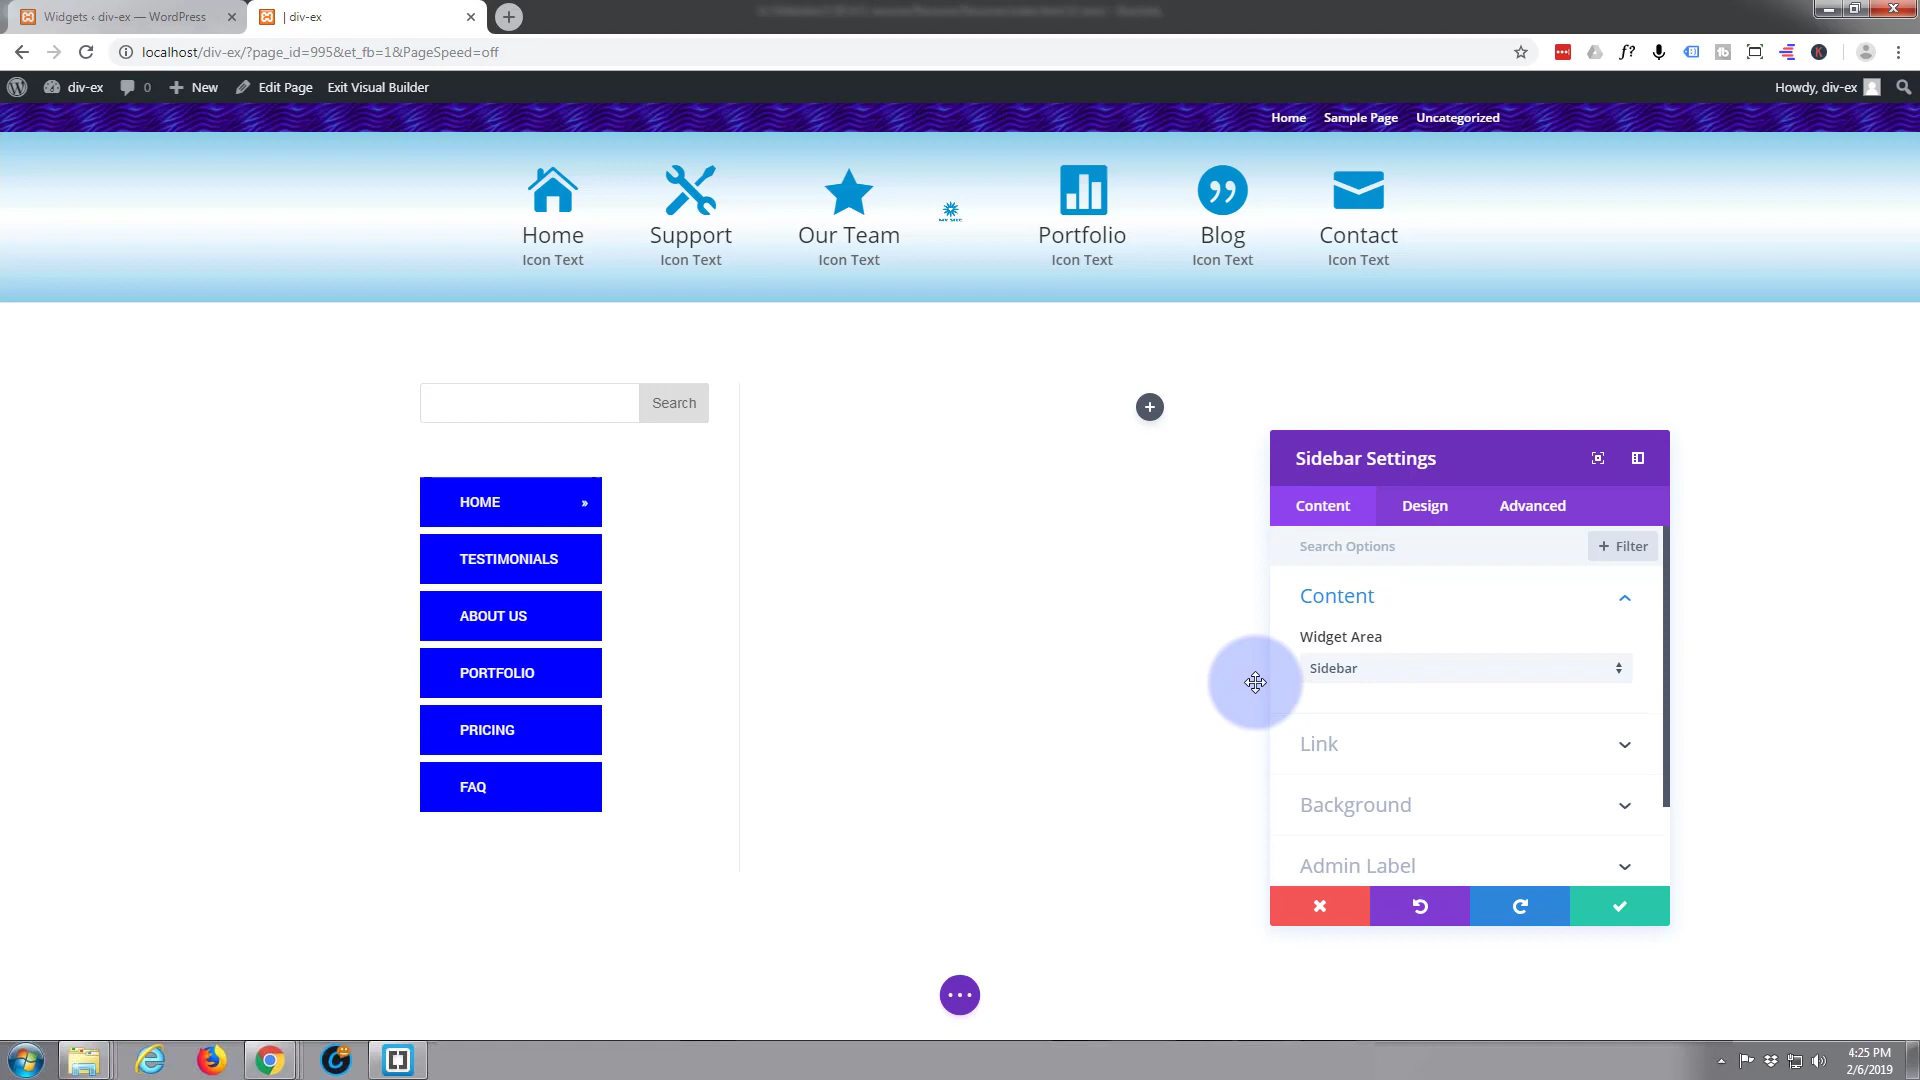 Widgets ‹ div-ex — WordPress
| div-ex
localhost/div-ex/?page_id=995&et_fb=1&PageSpeed=off
div-ex
0
New
Edit Page
Exit Visual Builder
Howdy, div-ex
Home
Sample Page
Uncategorized
Home
Support
Our Team
Portfolio
Blog
Contact
Icon Text
Icon Text
Icon Text
Icon Text
Icon Text
Icon Text
Search
HOME »
TESTIMONIALS
ABOUT US
PORTFOLIO
PRICING
FAQ
Sidebar Settings
Content
Design
Advanced
Search Options
+ Filter
Content
Widget Area
Sidebar
Link
Background
Admin Label
4:25 PM
2/6/2019